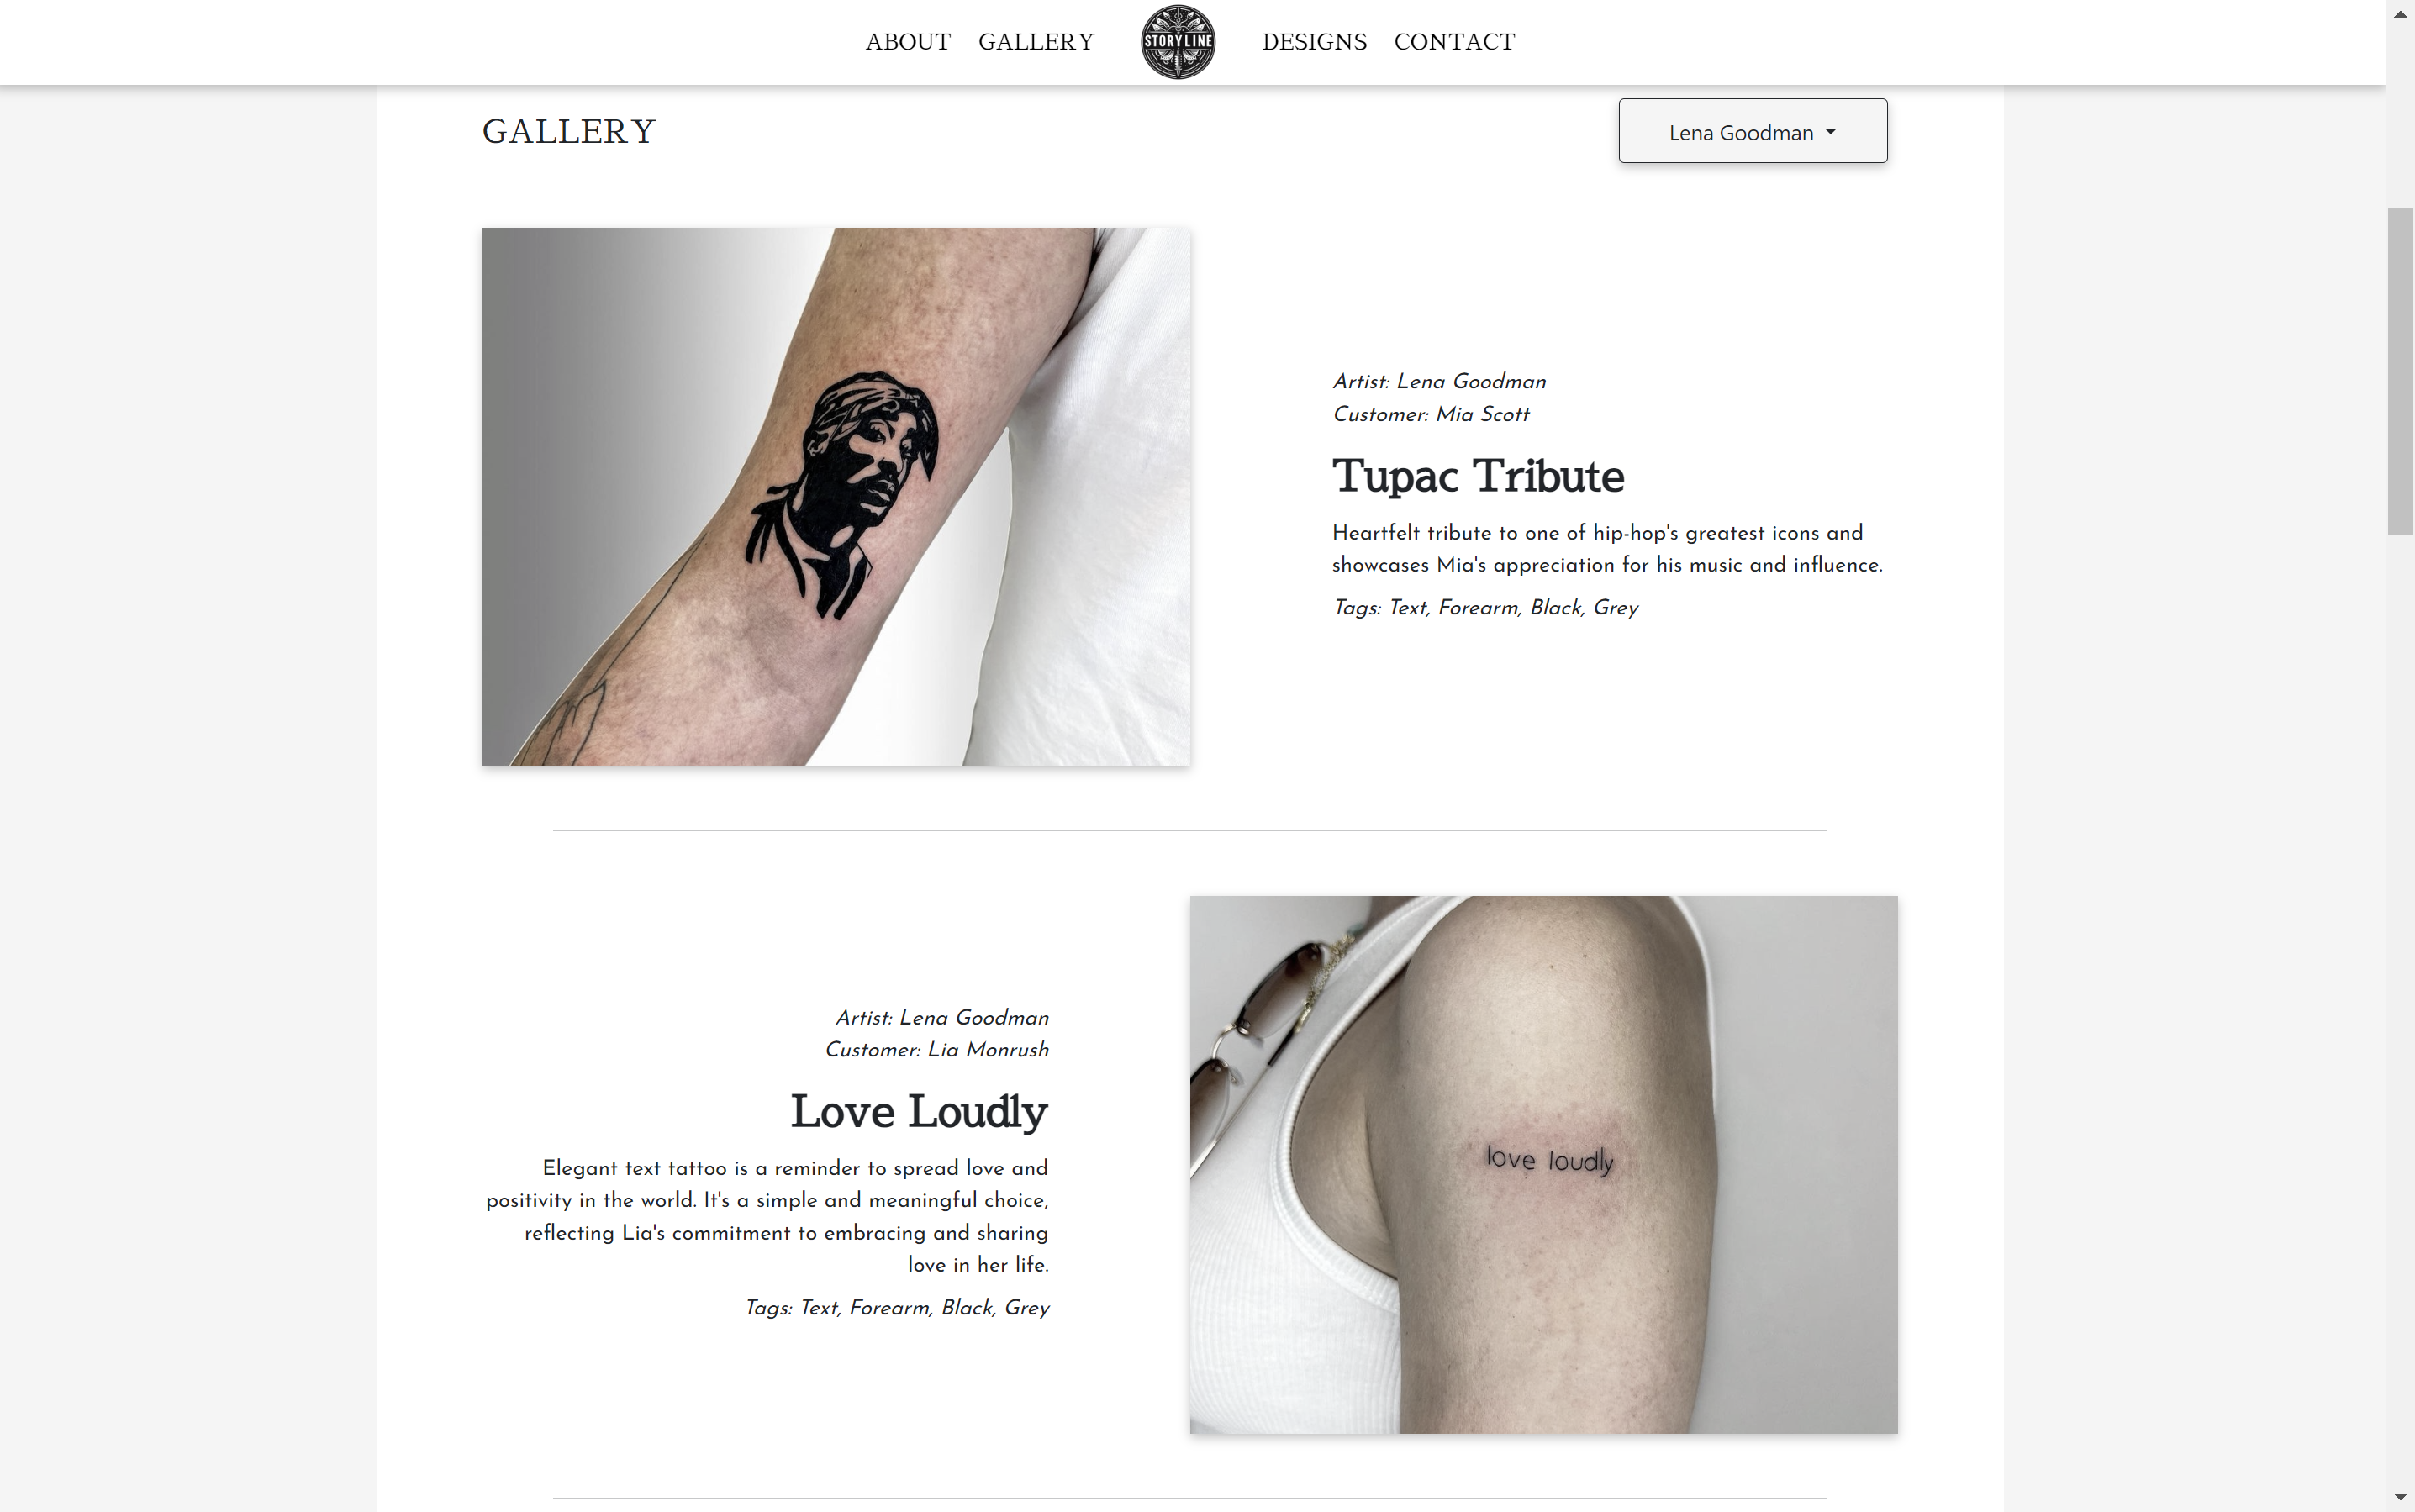 ABOUT GALLERY STORYLINE DESIGNS CONTACT
GALLERY
Lena Goodman
Artist: Lena Goodman
Customer: Mia Scott
Tupac Tribute
Heartfelt tribute to one of hip-hop's greatest icons and
showcases Mia's appreciation for his music and influence.
Tags: Text, Forearm, Black, Grey
Artist: Lena Goodman
Customer: Lia Monrush
Love Loudly
Elegant text tattoo is a reminder to spread love and
positivity in the world. It's a simple and meaningful choice,
reflecting Lia's commitment to embracing and sharing
love in her life.
Tags: Text, Forearm, Black, Grey
love loudly